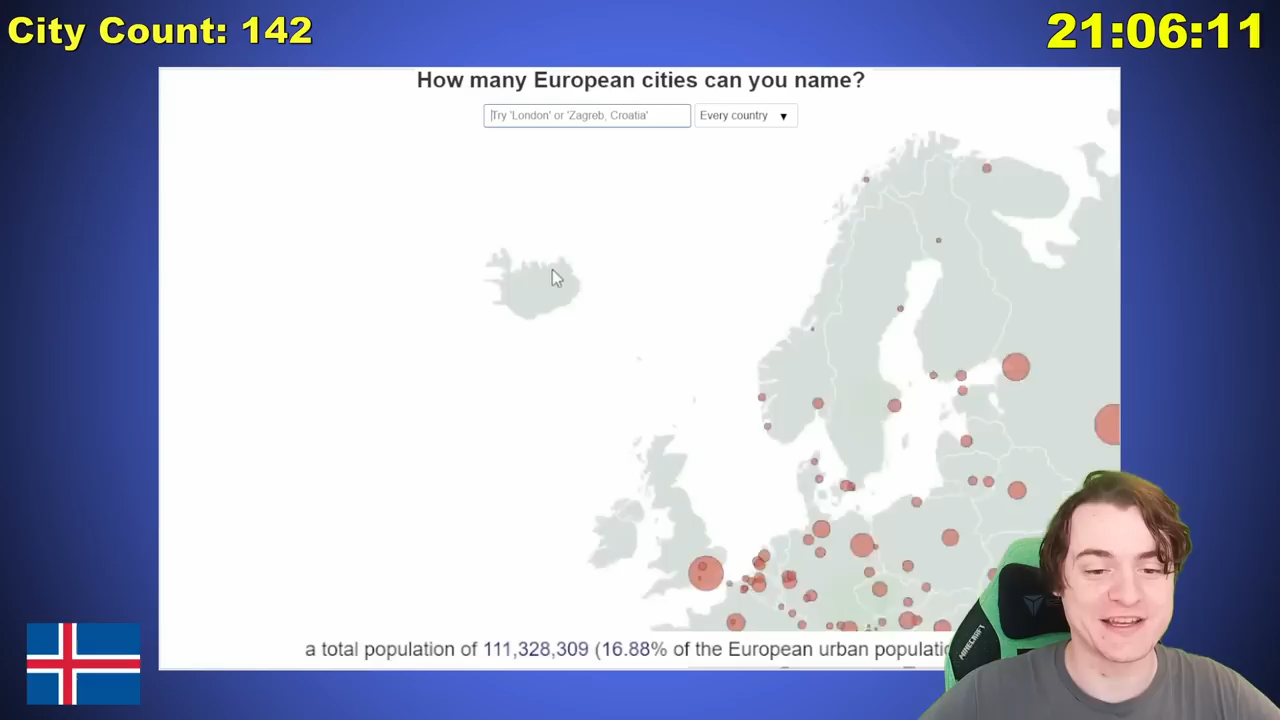 City Count: 142
21:06:11
How many European cities can you name?
Try 'London' or 'Zagreb, Croatia'
Every country
a total population of 111,328,309 (16.88% of the European urban populatio
MINECRAFT